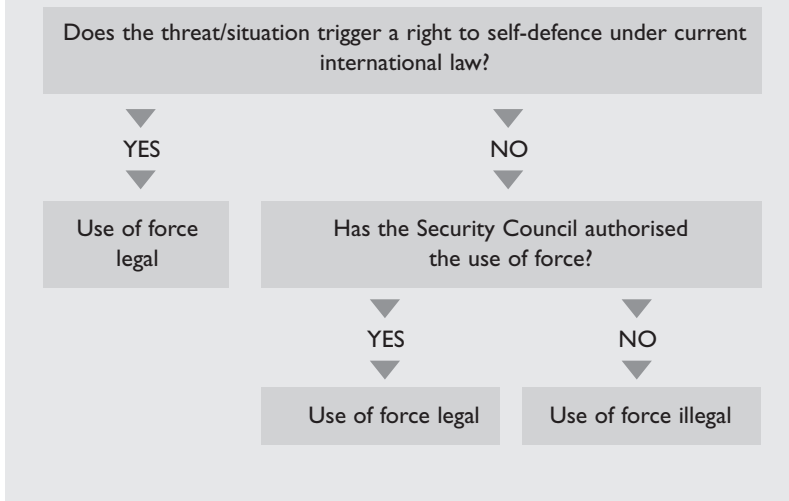 Does the threat/situation trigger a right to self-defence under current
international law?
YES
NO
Use of force
legal
Has the Security Council authorised
the use of force?
YES
NO
Use of force legal
Use of force illegal